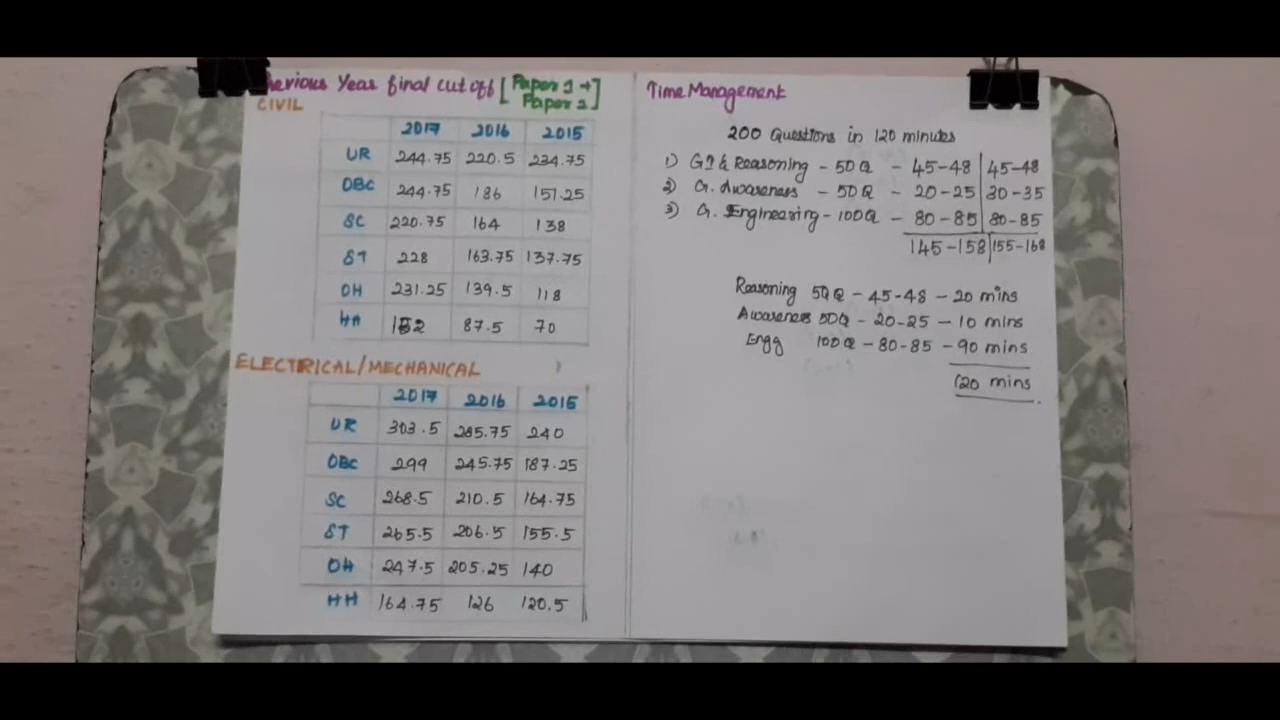 Previous Year final cut off [Paper 1 +
Paper 2]
CIVIL
2017 2016 2015
UR 244.75 220.5 234.75
OBC 244.75 186 151.25
SC 220.75 164 138
ST 228 163.75 137.75
OH 231.25 139.5 118
HH 152 87.5 70
ELECTRICAL/MECHANICAL
2017 2016 2015
UR 303.5 285.75 240
OBC 299 245.75 187.25
SC 268.5 210.5 164.75
ST 265.5 206.5 155.5
OH 247.5 205.25 140
HH 164.75 126 120.5
Time Management
200 Questions in 120 minutes
1) GI & Reasoning - 50Q - 45-48 45-48
2) G. Awareness - 50Q - 20-25 30-35
3) G. Engineering - 100Q - 80-85 80-85
145-158 155-168
Reasoning 50Q - 45-48 - 20 mins
Awareness 50Q - 20-25 - 10 mins
Engg 100Q - 80-85 - 90 mins
120 mins